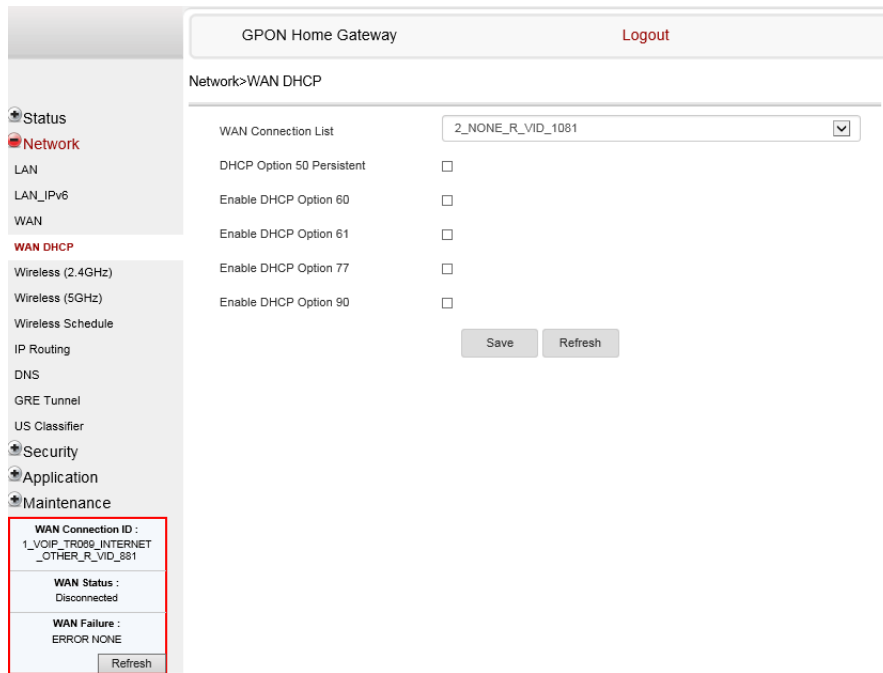 GPON Home Gateway
Logout
Network>WAN DHCP
Status
Network
LAN
LAN_IPv6
WAN
WAN DHCP
Wireless (2.4GHz)
Wireless (5GHz)
Wireless Schedule
IP Routing
DNS
GRE Tunnel
US Classifier
Security
Application
Maintenance
WAN Connection ID :
1_VOIP_TR069_INTERNET
_OTHER_R_VID_881
WAN Status :
Disconnected
WAN Failure :
ERROR NONE
Refresh
WAN Connection List 2_NONE_R_VID_1081
DHCP Option 50 Persistent
Enable DHCP Option 60
Enable DHCP Option 61
Enable DHCP Option 77
Enable DHCP Option 90
Save Refresh